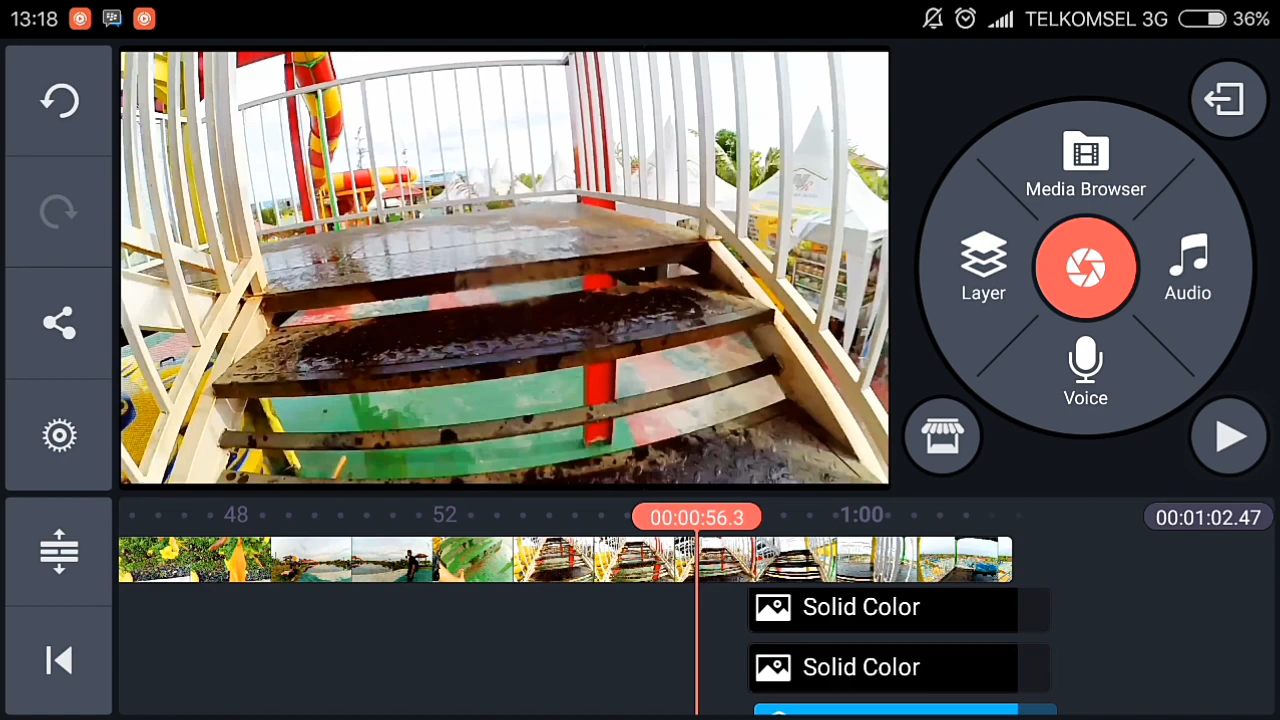 13:18 TELKOMSEL 3G 36%
Media Browser
Layer
Audio
Voice
48 52 00:00:56.3 1:00 00:01:02.47
Solid Color
Solid Color